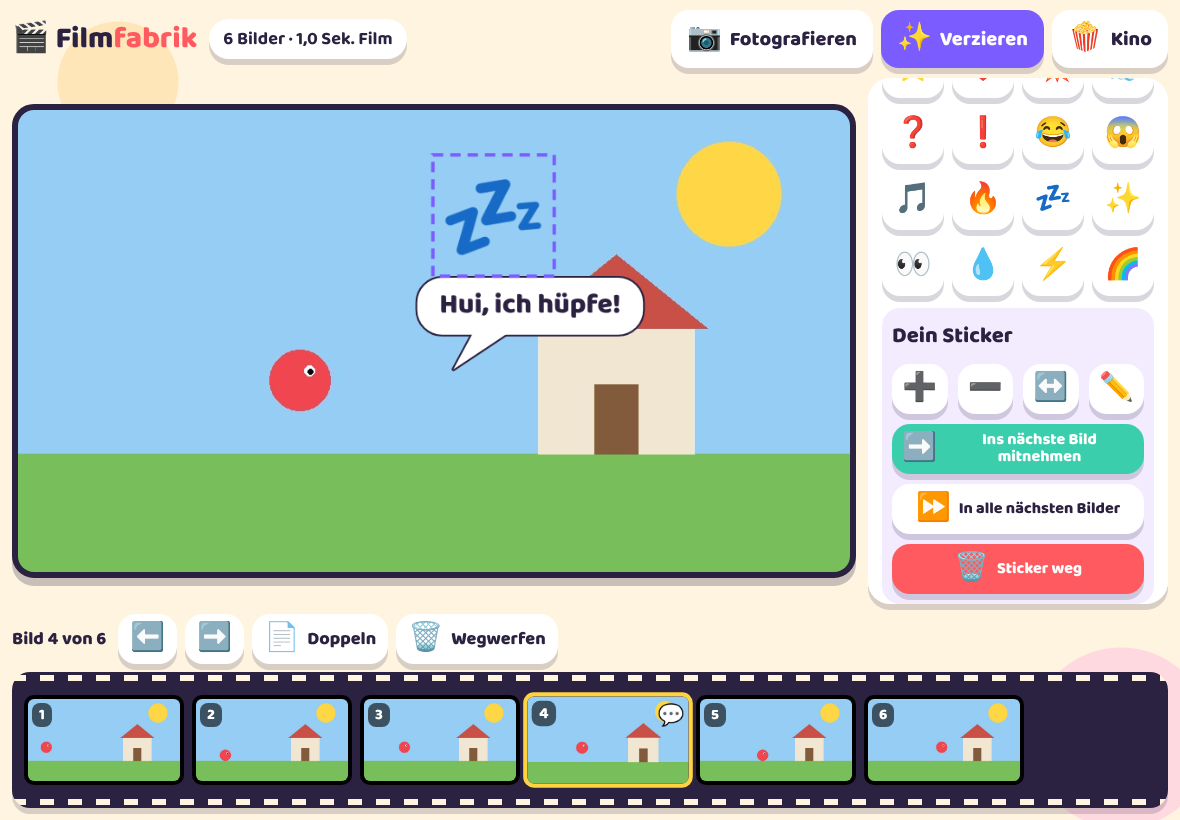 Filmfabrik
6 Bilder · 1,0 Sek. Film
Fotografieren
Verzieren
Kino
Hui, ich hüpfe!
Dein Sticker
Ins nächste Bild
mitnehmen
In alle nächsten Bilder
Sticker weg
Bild 4 von 6
Doppeln
Wegwerfen
1
2
3
4
5
6